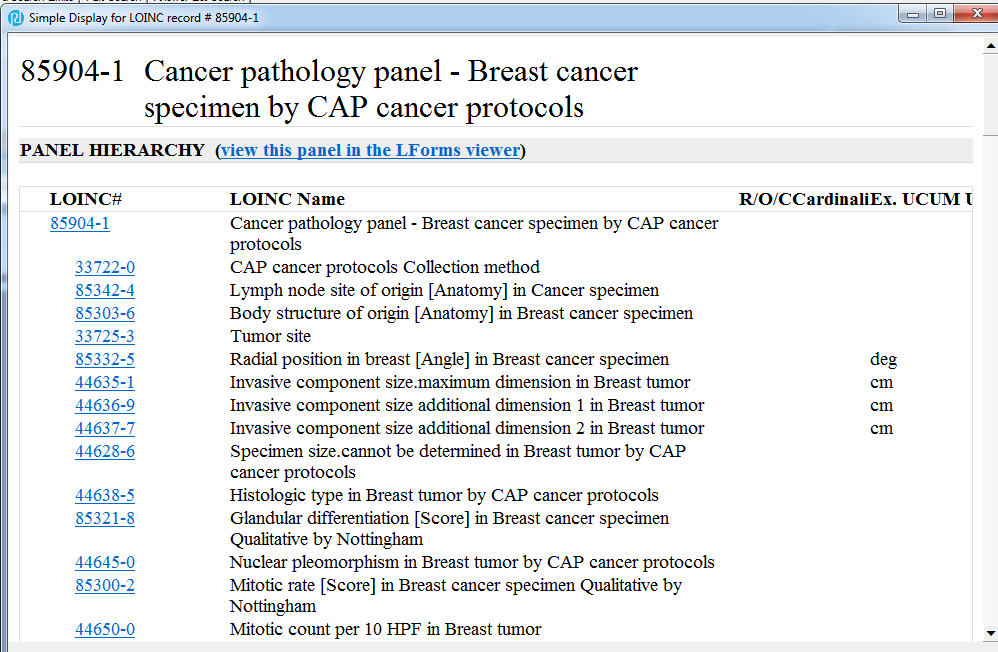 Simple Display for LOINC record # 85904-1
85904-1 Cancer pathology panel - Breast cancer
specimen by CAP cancer protocols
PANEL HIERARCHY (view this panel in the LForms viewer)
LOINC# LOINC Name R/O/CCardinaliEx. UCUM U
85904-1 Cancer pathology panel - Breast cancer specimen by CAP cancer
protocols
33722-0 CAP cancer protocols Collection method
85342-4 Lymph node site of origin [Anatomy] in Cancer specimen
85303-6 Body structure of origin [Anatomy] in Breast cancer specimen
33725-3 Tumor site
85332-5 Radial position in breast [Angle] in Breast cancer specimen deg
44635-1 Invasive component size.maximum dimension in Breast tumor cm
44636-9 Invasive component size additional dimension 1 in Breast tumor cm
44637-7 Invasive component size additional dimension 2 in Breast tumor cm
44628-6 Specimen size.cannot be determined in Breast tumor by CAP
cancer protocols
44638-5 Histologic type in Breast tumor by CAP cancer protocols
85321-8 Glandular differentiation [Score] in Breast cancer specimen
Qualitative by Nottingham
44645-0 Nuclear pleomorphism in Breast tumor by CAP cancer protocols
85300-2 Mitotic rate [Score] in Breast cancer specimen Qualitative by
Nottingham
44650-0 Mitotic count per 10 HPF in Breast tumor